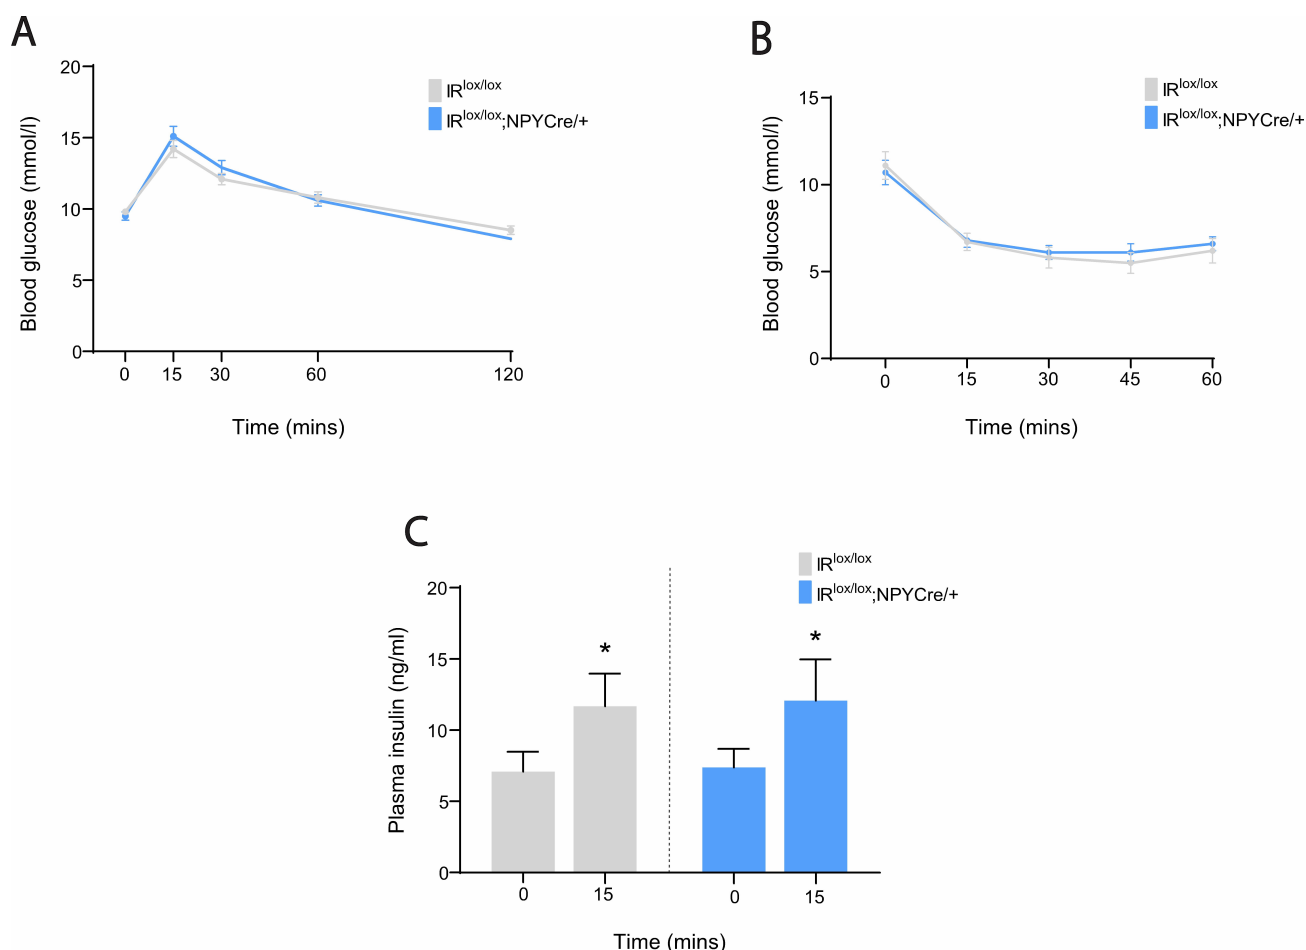 A
Blood glucose (mmol/l)
20
15
10
5
0
0 15 30 60 120
Time (mins)
IRlox/lox
IRlox/lox;NPYCre/+
B
Blood glucose (mmol/l)
15
10
5
0
0 15 30 45 60
Time (mins)
IRlox/lox
IRlox/lox;NPYCre/+
C
Plasma insulin (ng/ml)
20
15
10
5
0
* *
0 15 0 15
Time (mins)
IRlox/lox
IRlox/lox;NPYCre/+